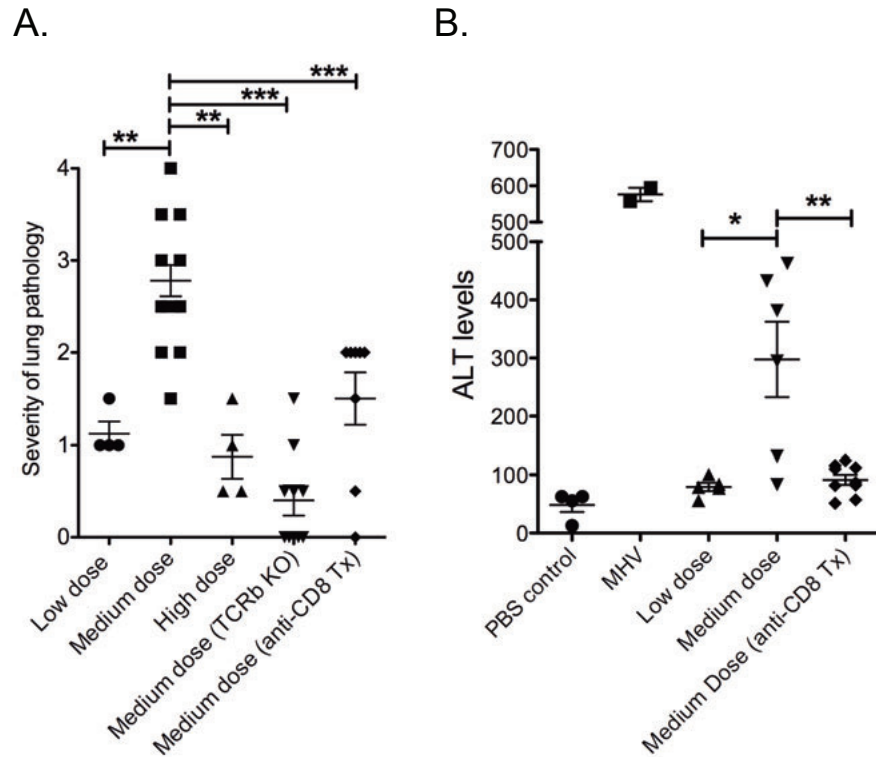 A.
B.
***
***
**
**
Severity of lung pathology
4
3
2
1
0
Low dose
Medium dose
High dose
Medium dose (TCRb KO)
Medium dose (anti-CD8 Tx)
*
**
ALT levels
700
600
500
500
400
300
200
100
0
PBS control
MHV
Low dose
Medium dose
Medium Dose (anti-CD8 Tx)